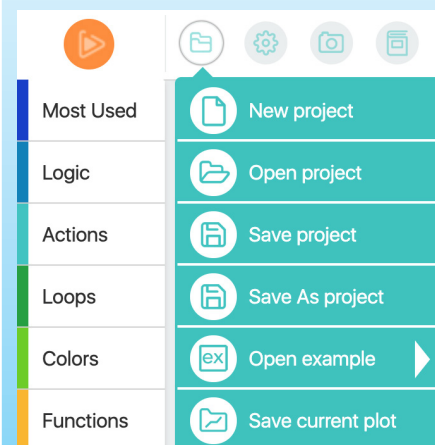 Most Used
Logic
Actions
Loops
Colors
Functions
New project
Open project
Save project
Save As project
ex Open example
Save current plot